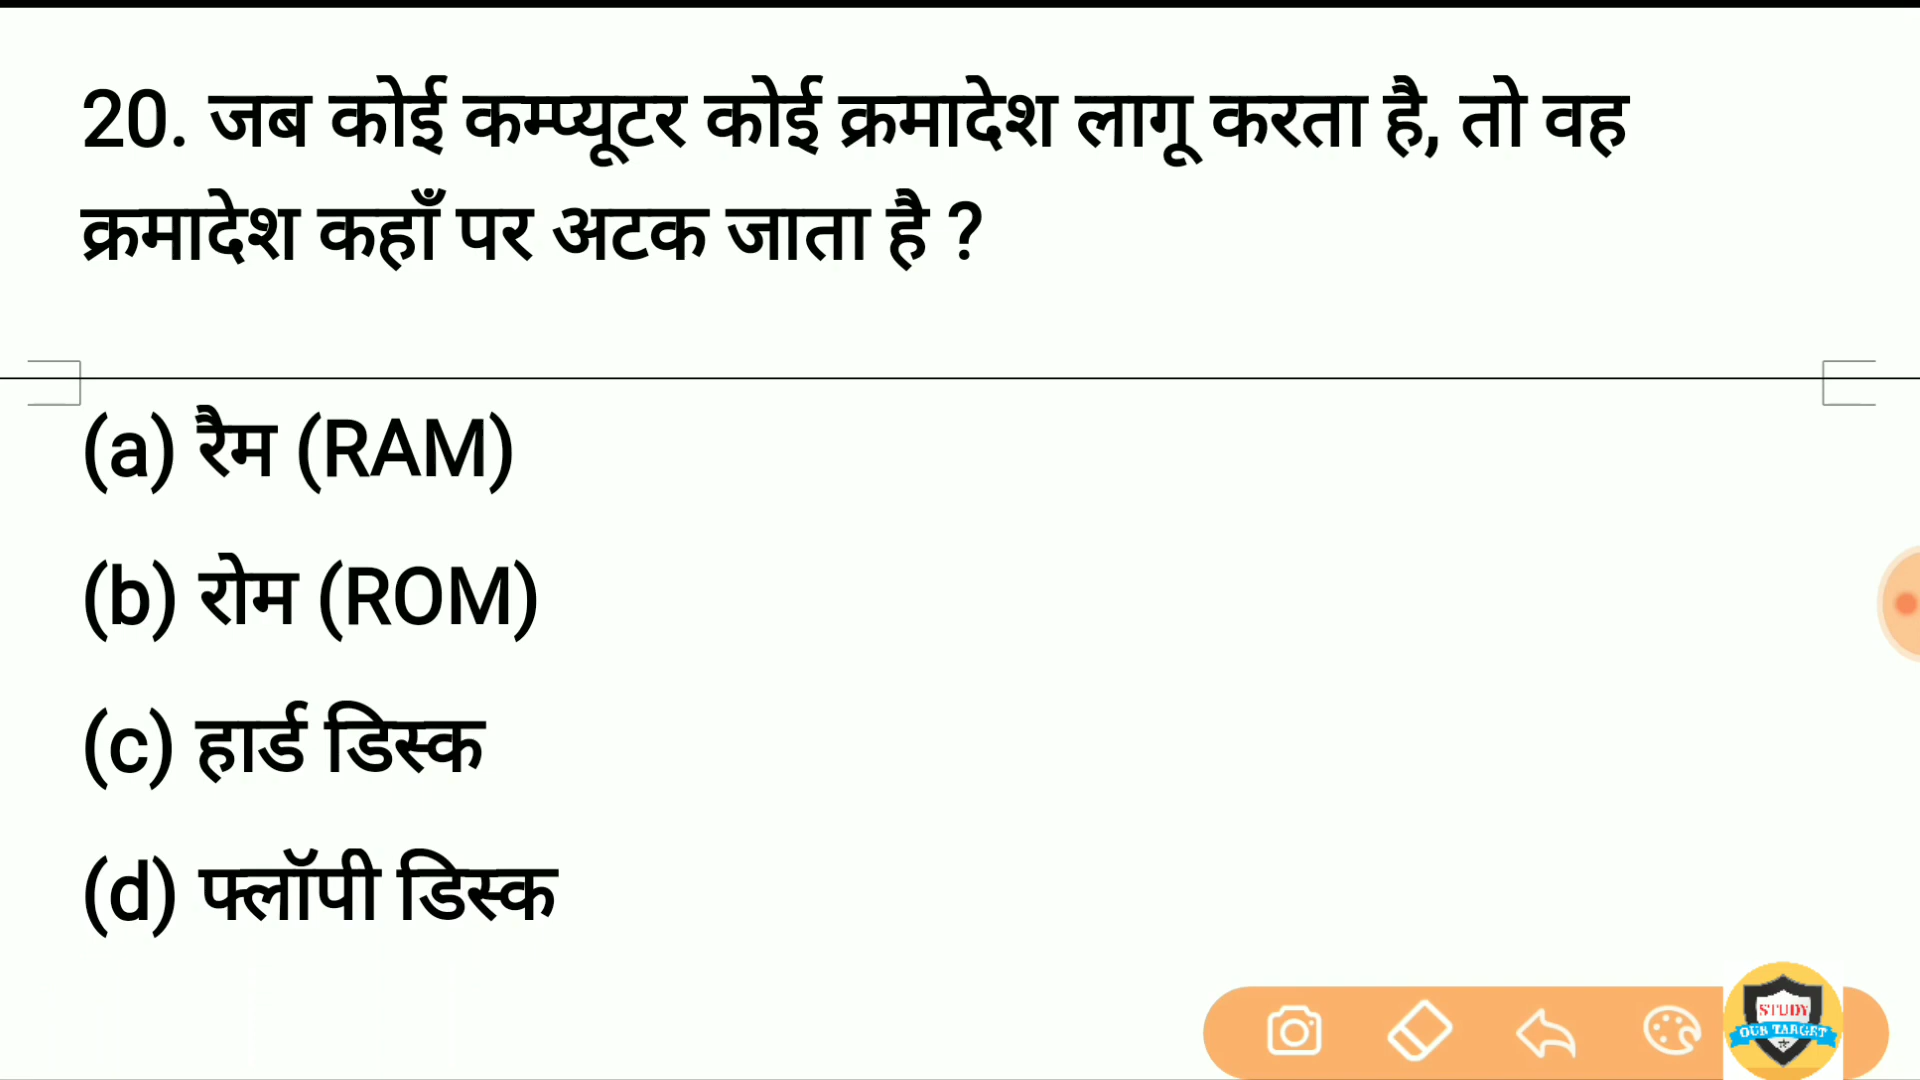 20. जब कोई कम्प्यूटर कोई क्रमादेश लागू करता है, तो वह
क्रमादेश कहाँ पर अटक जाता है ?
(a) रैम (RAM)
(b) रोम (ROM)
(c) हार्ड डिस्क
(d) फ्लॉपी डिस्क
STUDY
OUR TARGET